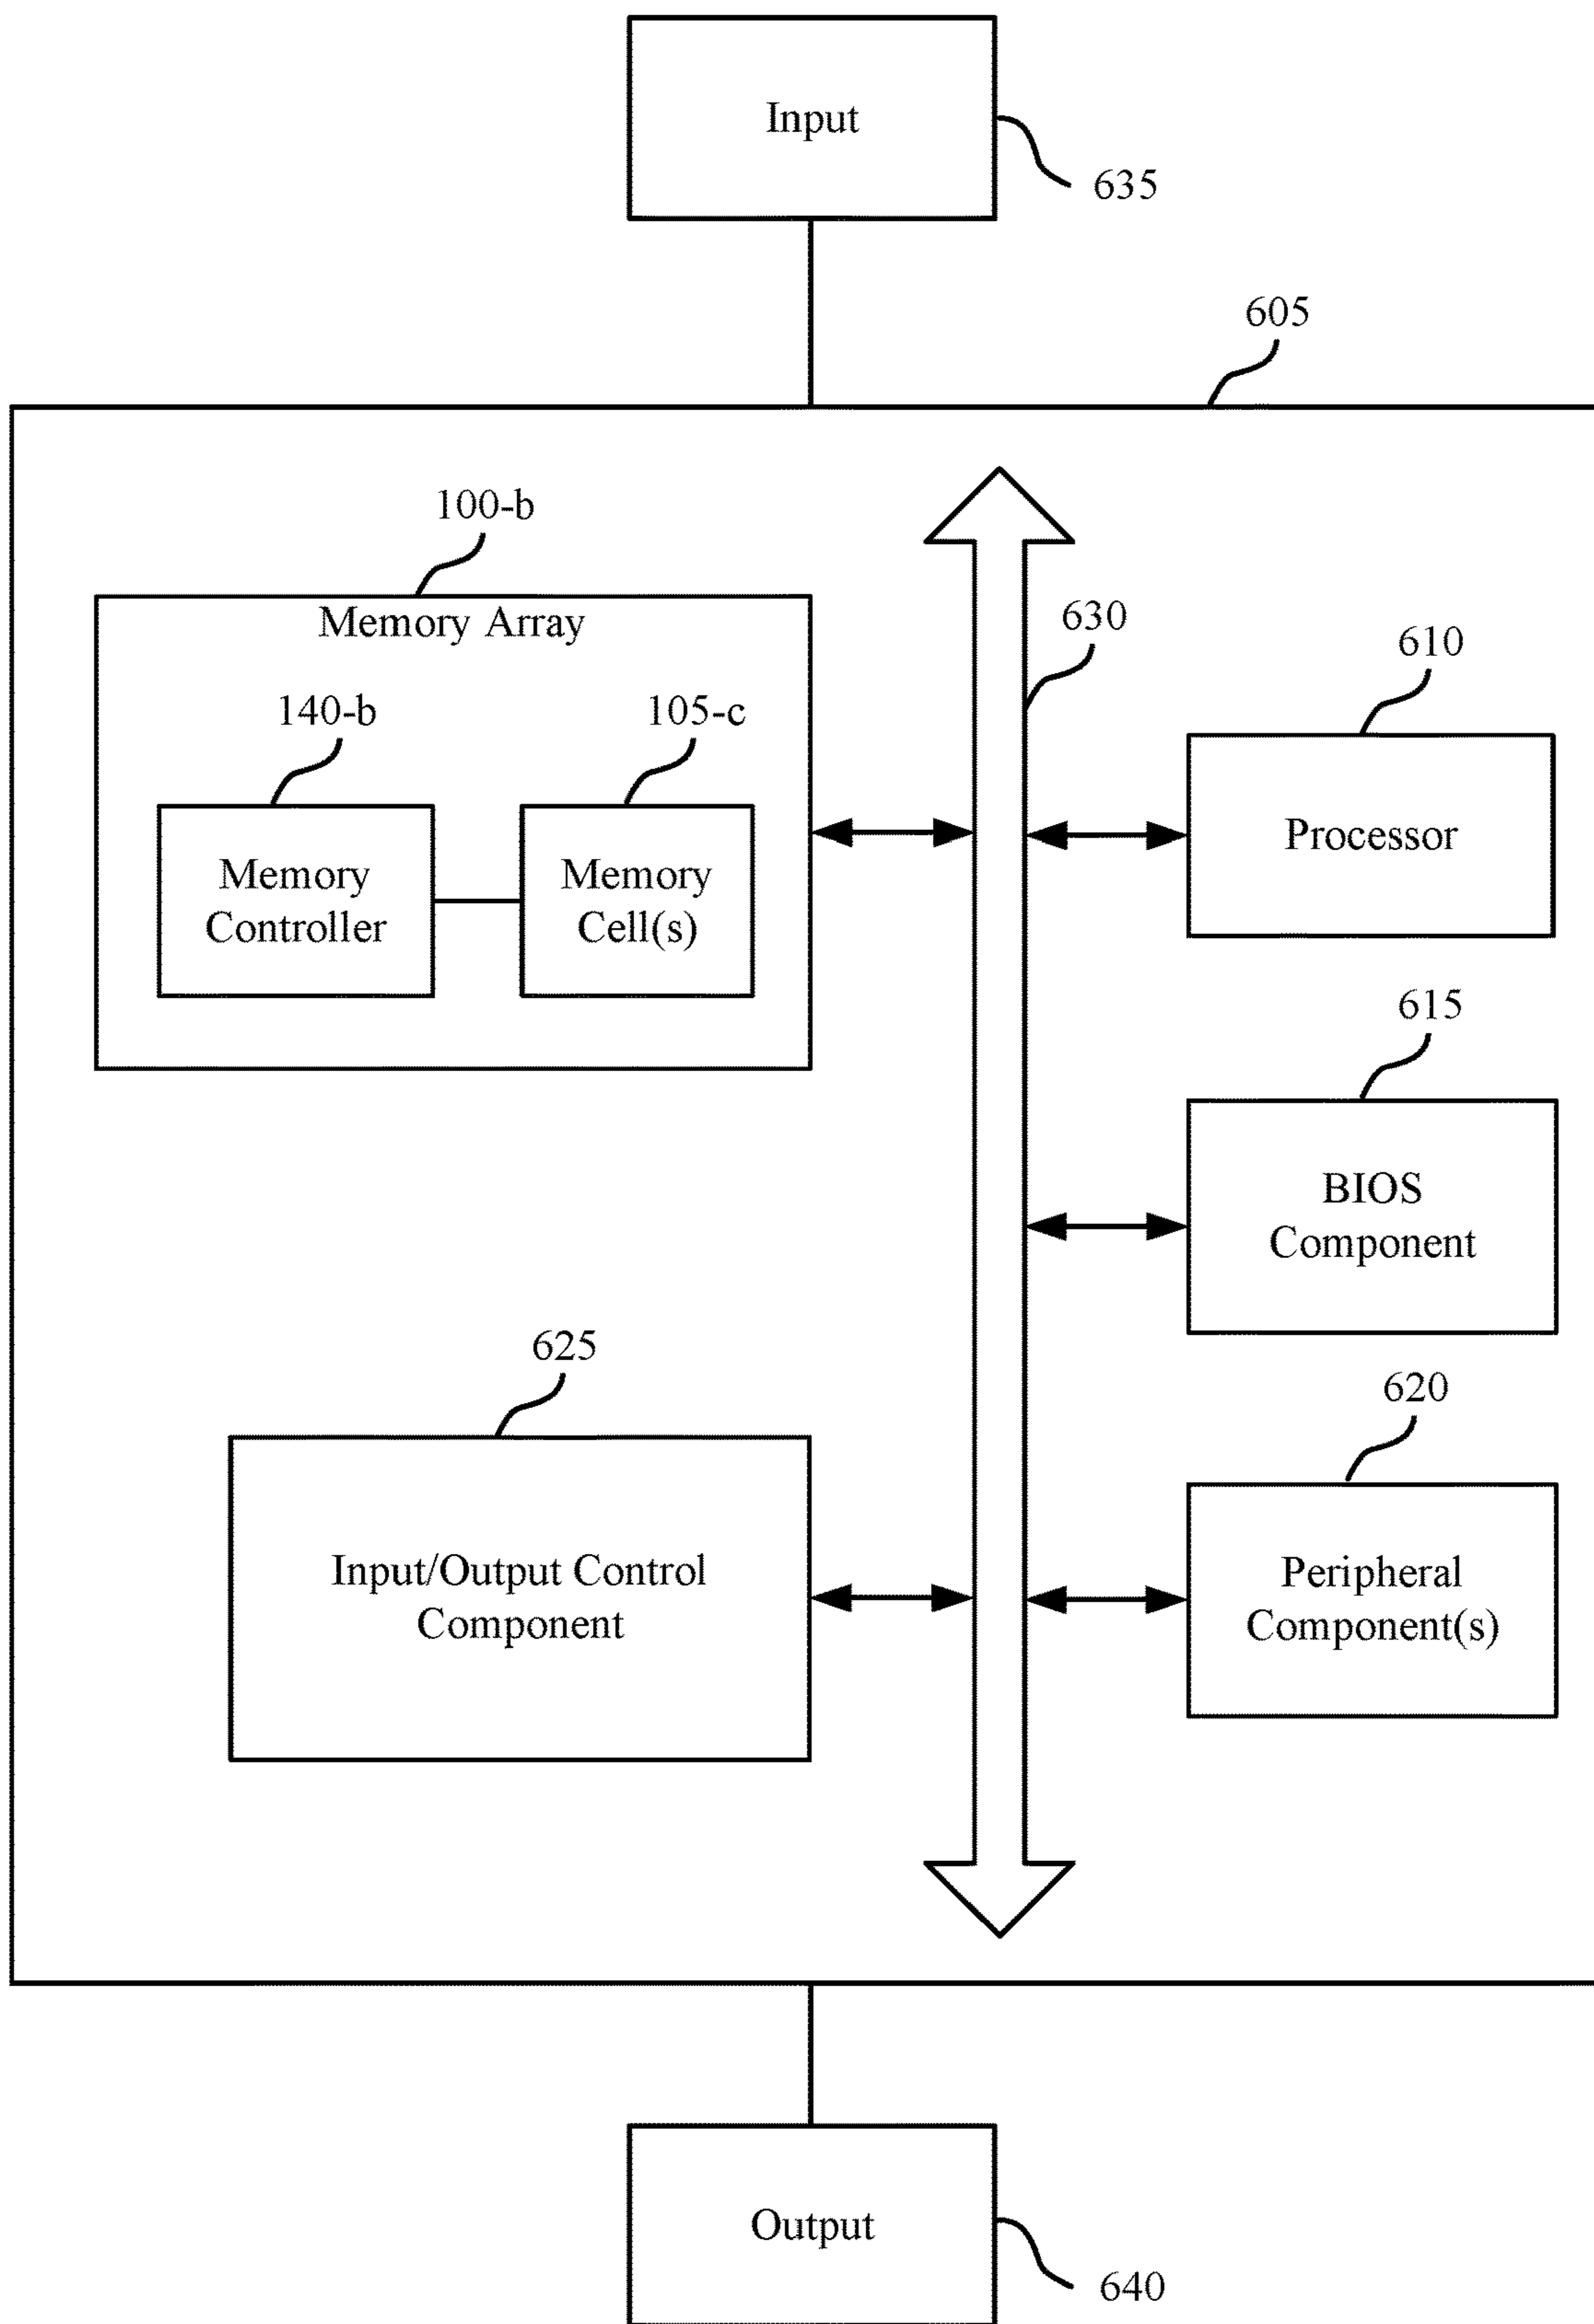 Input
635
605
100-b
Memory Array
630
610
140-b
105-c
Processor
Memory
Controller
Memory
Cell(s)
615
BIOS
Component
625
620
Input/Output Control
Component
Peripheral
Component(s)
Output
640